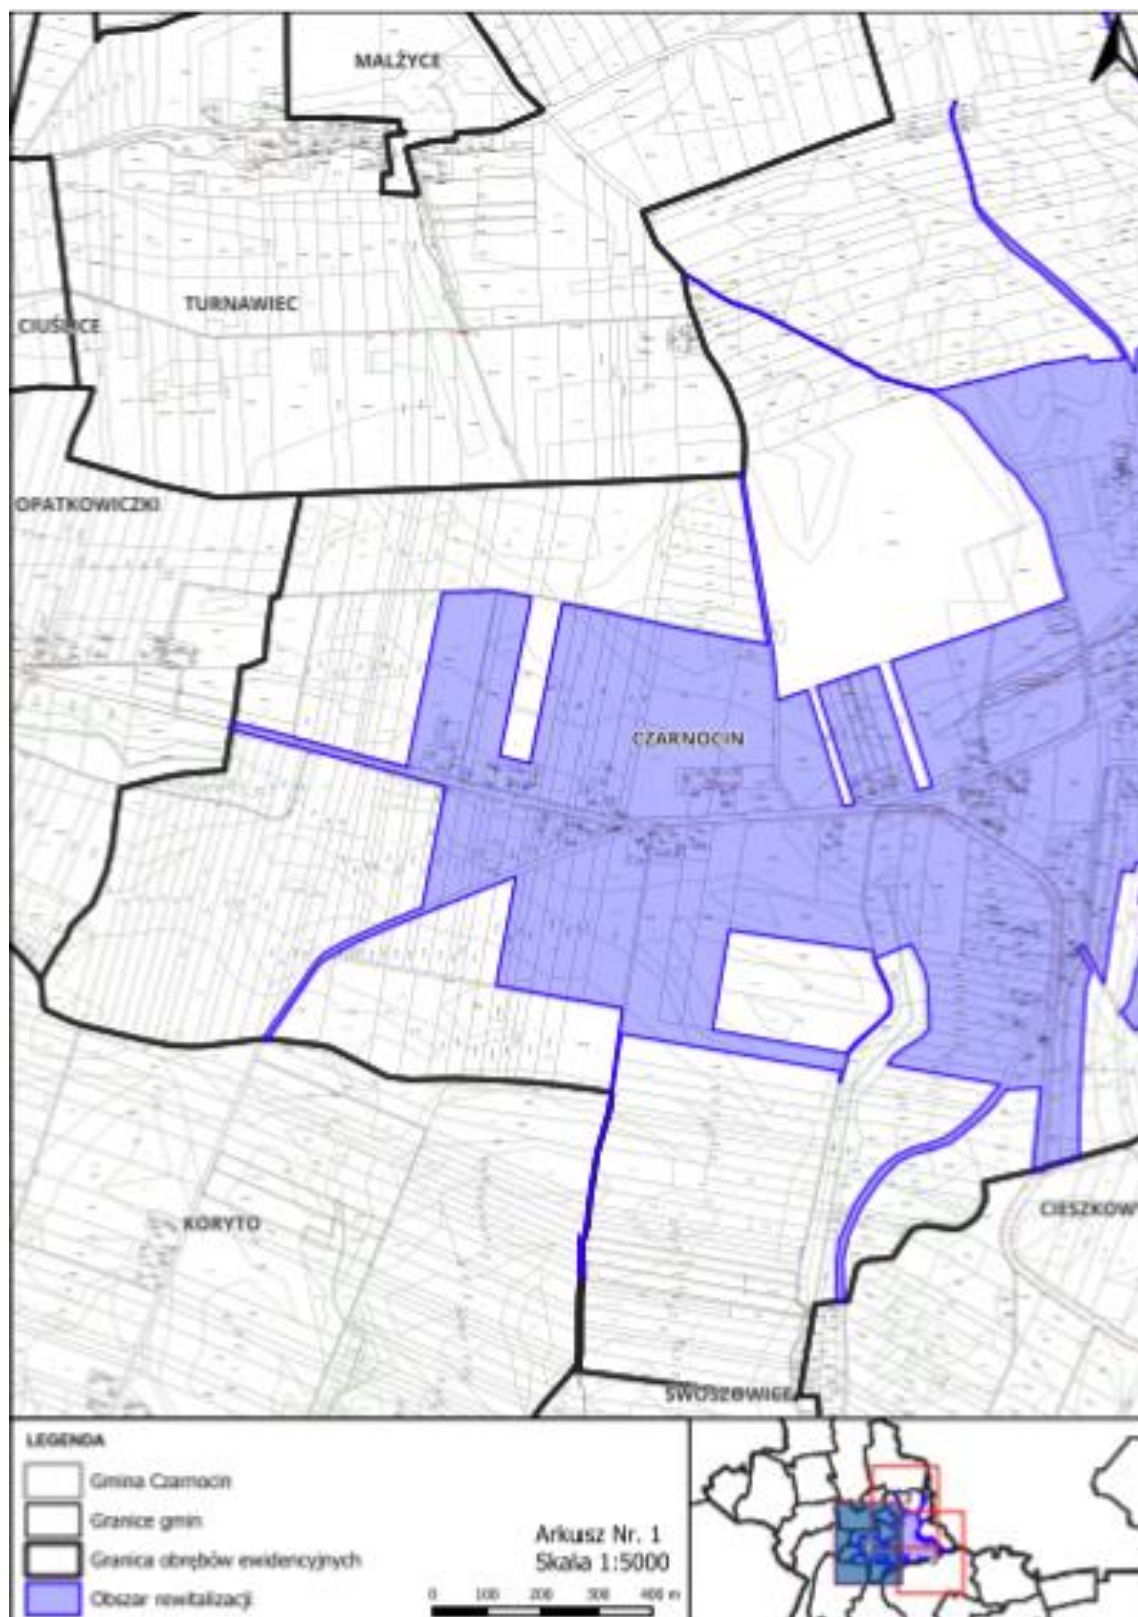 MALŻYCE
TURNAWIEC
CIUŚLICE
OPATKOWICZKI
CZARNOCIN
KORYTO
CIESZKOWY
SWOSZOWICE
LEGENDA
Gmina Czarnocin
Granice gmin
Granica obrębów ewidencyjnych
Obszar rewitalizacji
Arkusz Nr. 1
Skala 1:5000
0 100 200 300 400 m